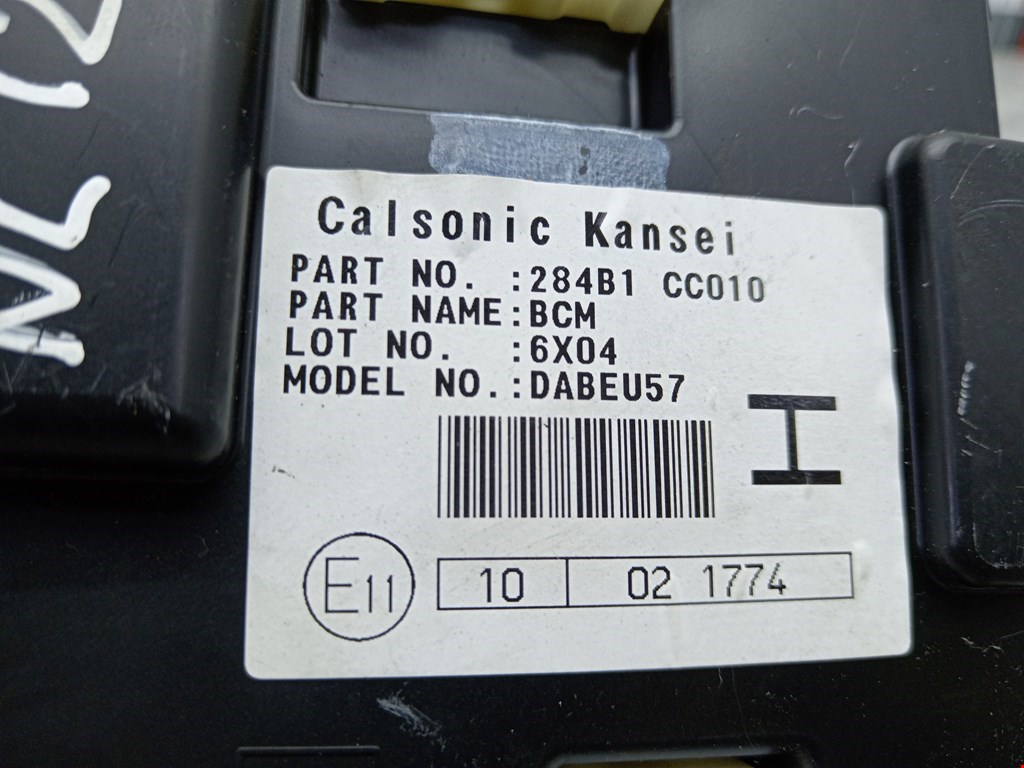 Calsonic Kansei
PART NO. :284B1 CC010
PART NAME:BCM
LOT NO. :6X04
MODEL NO.:DABEU57
H
E11
10 02 1774